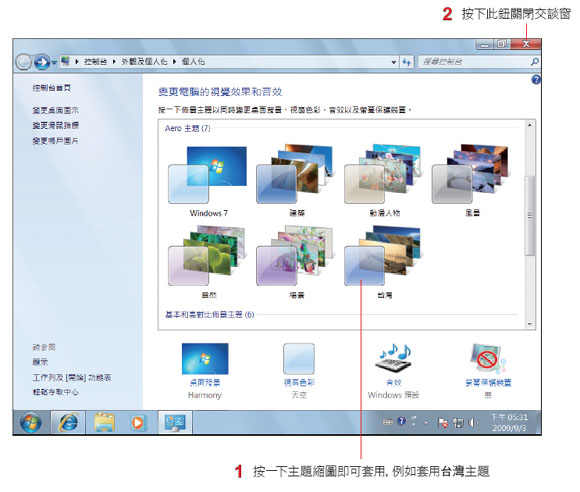 2 按下此鈕關閉交談窗
控制台 ▸ 外觀及個人化 ▸ 個人化
搜尋控制台
控制台首頁
變更桌面圖示
變更滑鼠指標
變更帳戶圖片
變更電腦的視覺效果和音效
按一下佈景主題以同時變更桌面背景、視窗色彩、音效以及螢幕保護裝置。
Aero 主題 (7)
Windows 7
建築
動漫人物
風景
自然
場景
台灣
基本和高對比佈景主題 (6)
請參閱
顯示
工作列及 [開始] 功能表
輕鬆存取中心
桌面背景
Harmony
視窗色彩
天空
音效
Windows 預設
螢幕保護裝置
無
下午 05:31
2009/9/3
1 按一下主題縮圖即可套用, 例如套用台灣主題